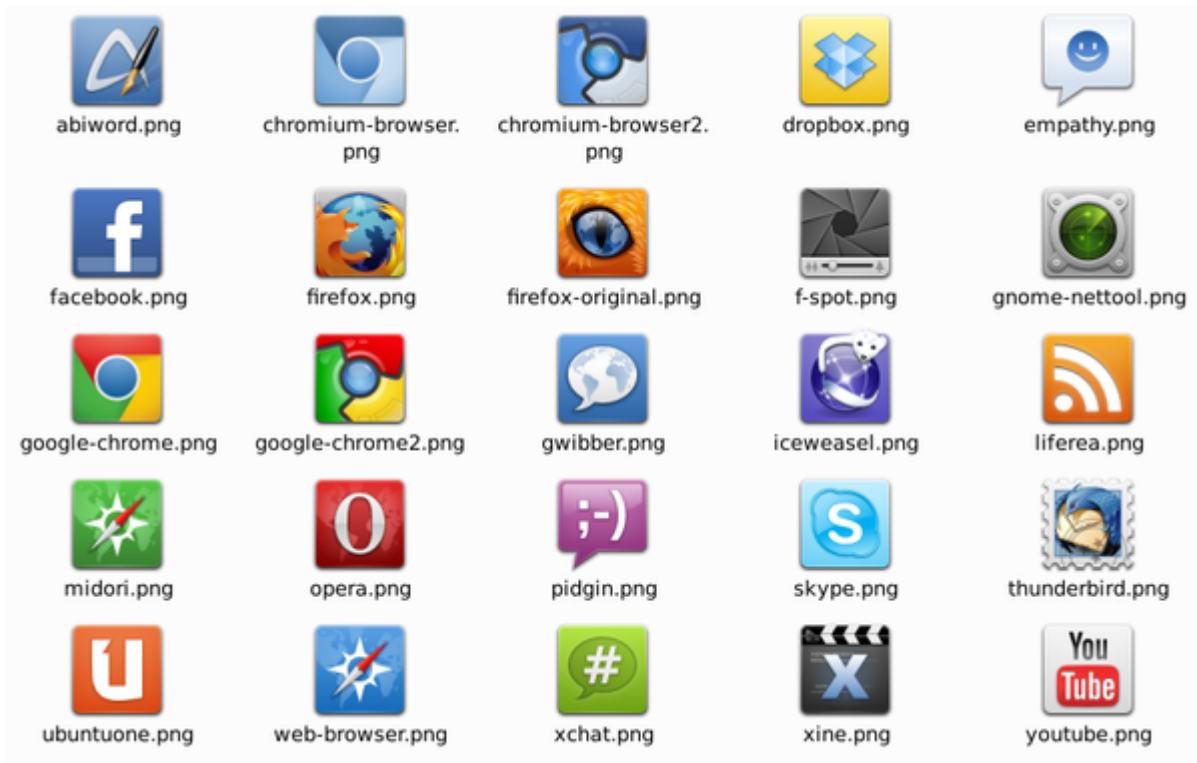 abiword.png
chromium-browser.
png
chromium-browser2.
png
dropbox.png
empathy.png
f
facebook.png
firefox.png
firefox-original.png
f-spot.png
gnome-nettool.png
google-chrome.png
google-chrome2.png
gwibber.png
iceweasel.png
liferea.png
midori.png
O
opera.png
;-)
pidgin.png
S
skype.png
thunderbird.png
u
ubuntuone.png
web-browser.png
#
xchat.png
X
xine.png
You
Tube
youtube.png